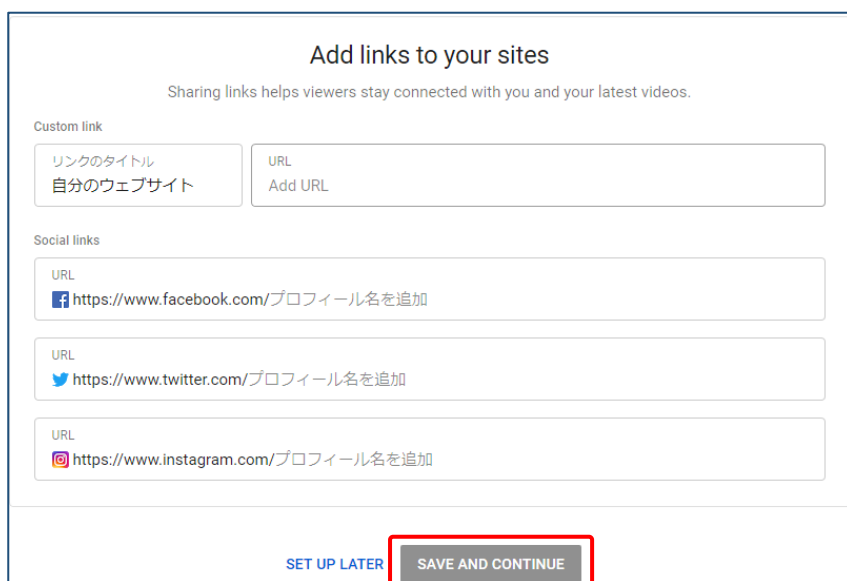 Add links to your sites
Sharing links helps viewers stay connected with you and your latest videos.
Custom link
リンクのタイトル
自分のウェブサイト
URL
Add URL
Social links
URL
https://www.facebook.com/プロフィール名を追加
URL
https://www.twitter.com/プロフィール名を追加
URL
https://www.instagram.com/プロフィール名を追加
SET UP LATER SAVE AND CONTINUE